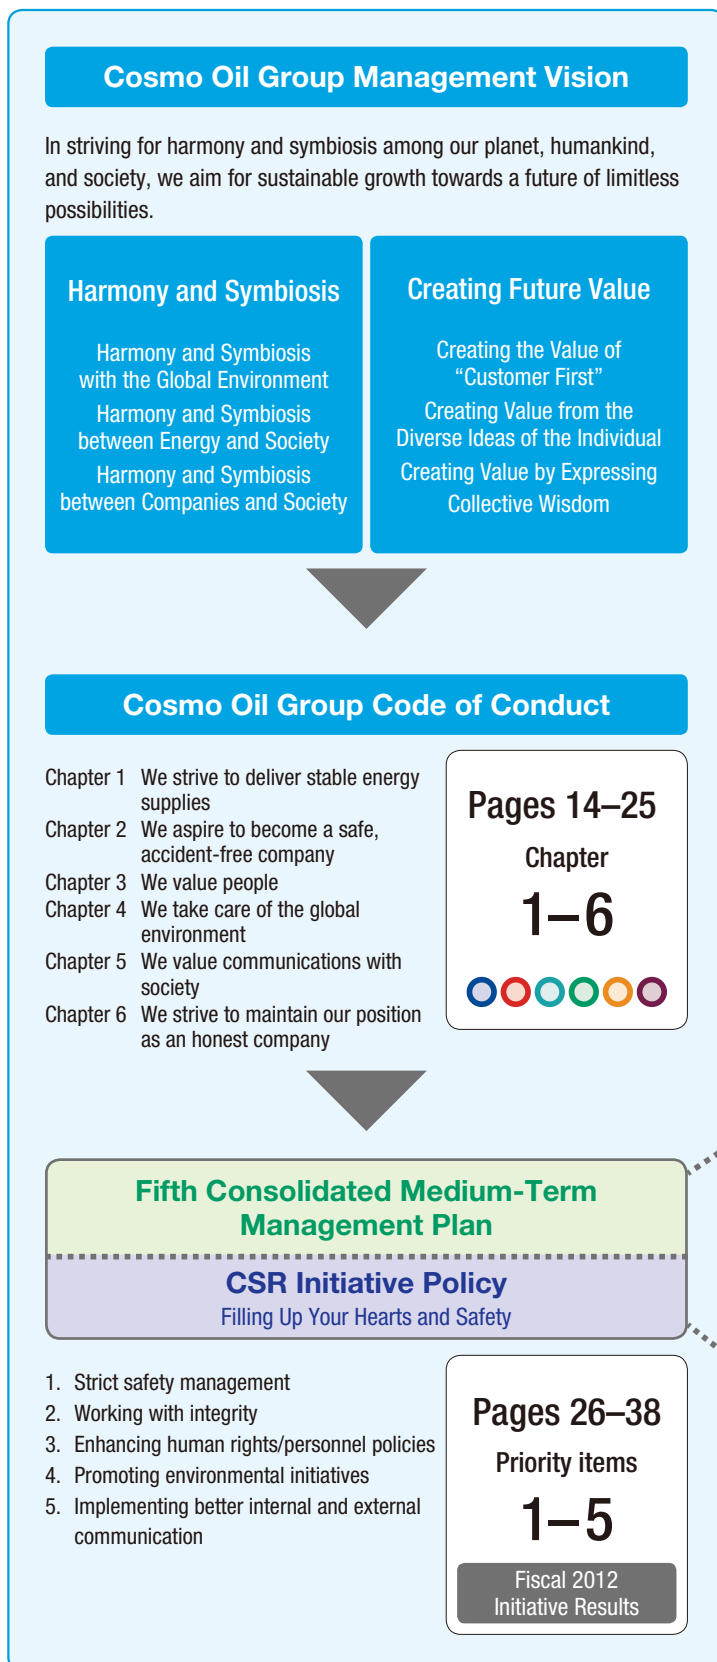 Cosmo Oil Group Management Vision
In striving for harmony and symbiosis among our planet, humankind,
and society, we aim for sustainable growth towards a future of limitless
possibilities.
Harmony and Symbiosis
Harmony and Symbiosis
with the Global Environment
Harmony and Symbiosis
between Energy and Society
Harmony and Symbiosis
between Companies and Society
Creating Future Value
Creating the Value of
“Customer First”
Creating Value from the
Diverse Ideas of the Individual
Creating Value by Expressing
Collective Wisdom
Cosmo Oil Group Code of Conduct
Chapter 1 We strive to deliver stable energy
supplies
Chapter 2 We aspire to become a safe,
accident-free company
Chapter 3 We value people
Chapter 4 We take care of the global
environment
Chapter 5 We value communications with
society
Chapter 6 We strive to maintain our position
as an honest company
Pages 14–25
Chapter
1–6
Fifth Consolidated Medium-Term
Management Plan
CSR Initiative Policy
Filling Up Your Hearts and Safety
1. Strict safety management
2. Working with integrity
3. Enhancing human rights/personnel policies
4. Promoting environmental initiatives
5. Implementing better internal and external
communication
Pages 26–38
Priority items
1–5
Fiscal 2012
Initiative Results